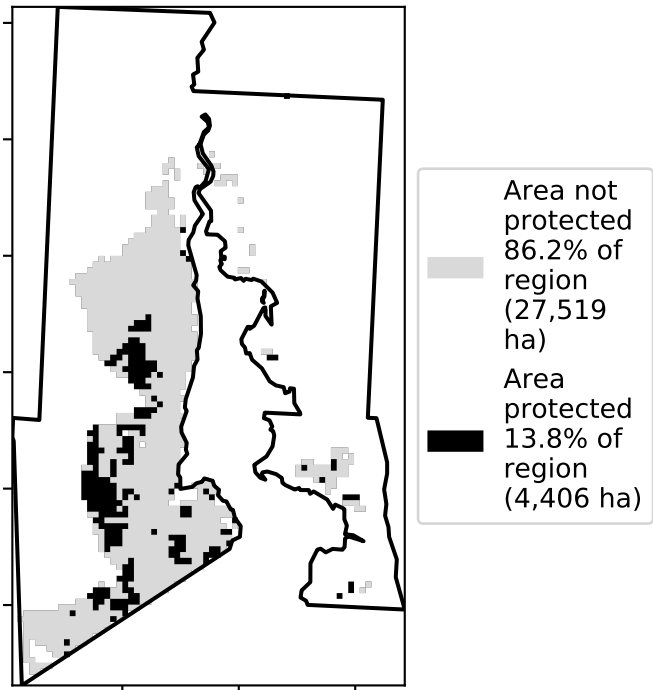 Area not
protected
86.2% of
region
(27,519
ha)
Area
protected
13.8% of
region
(4,406 ha)